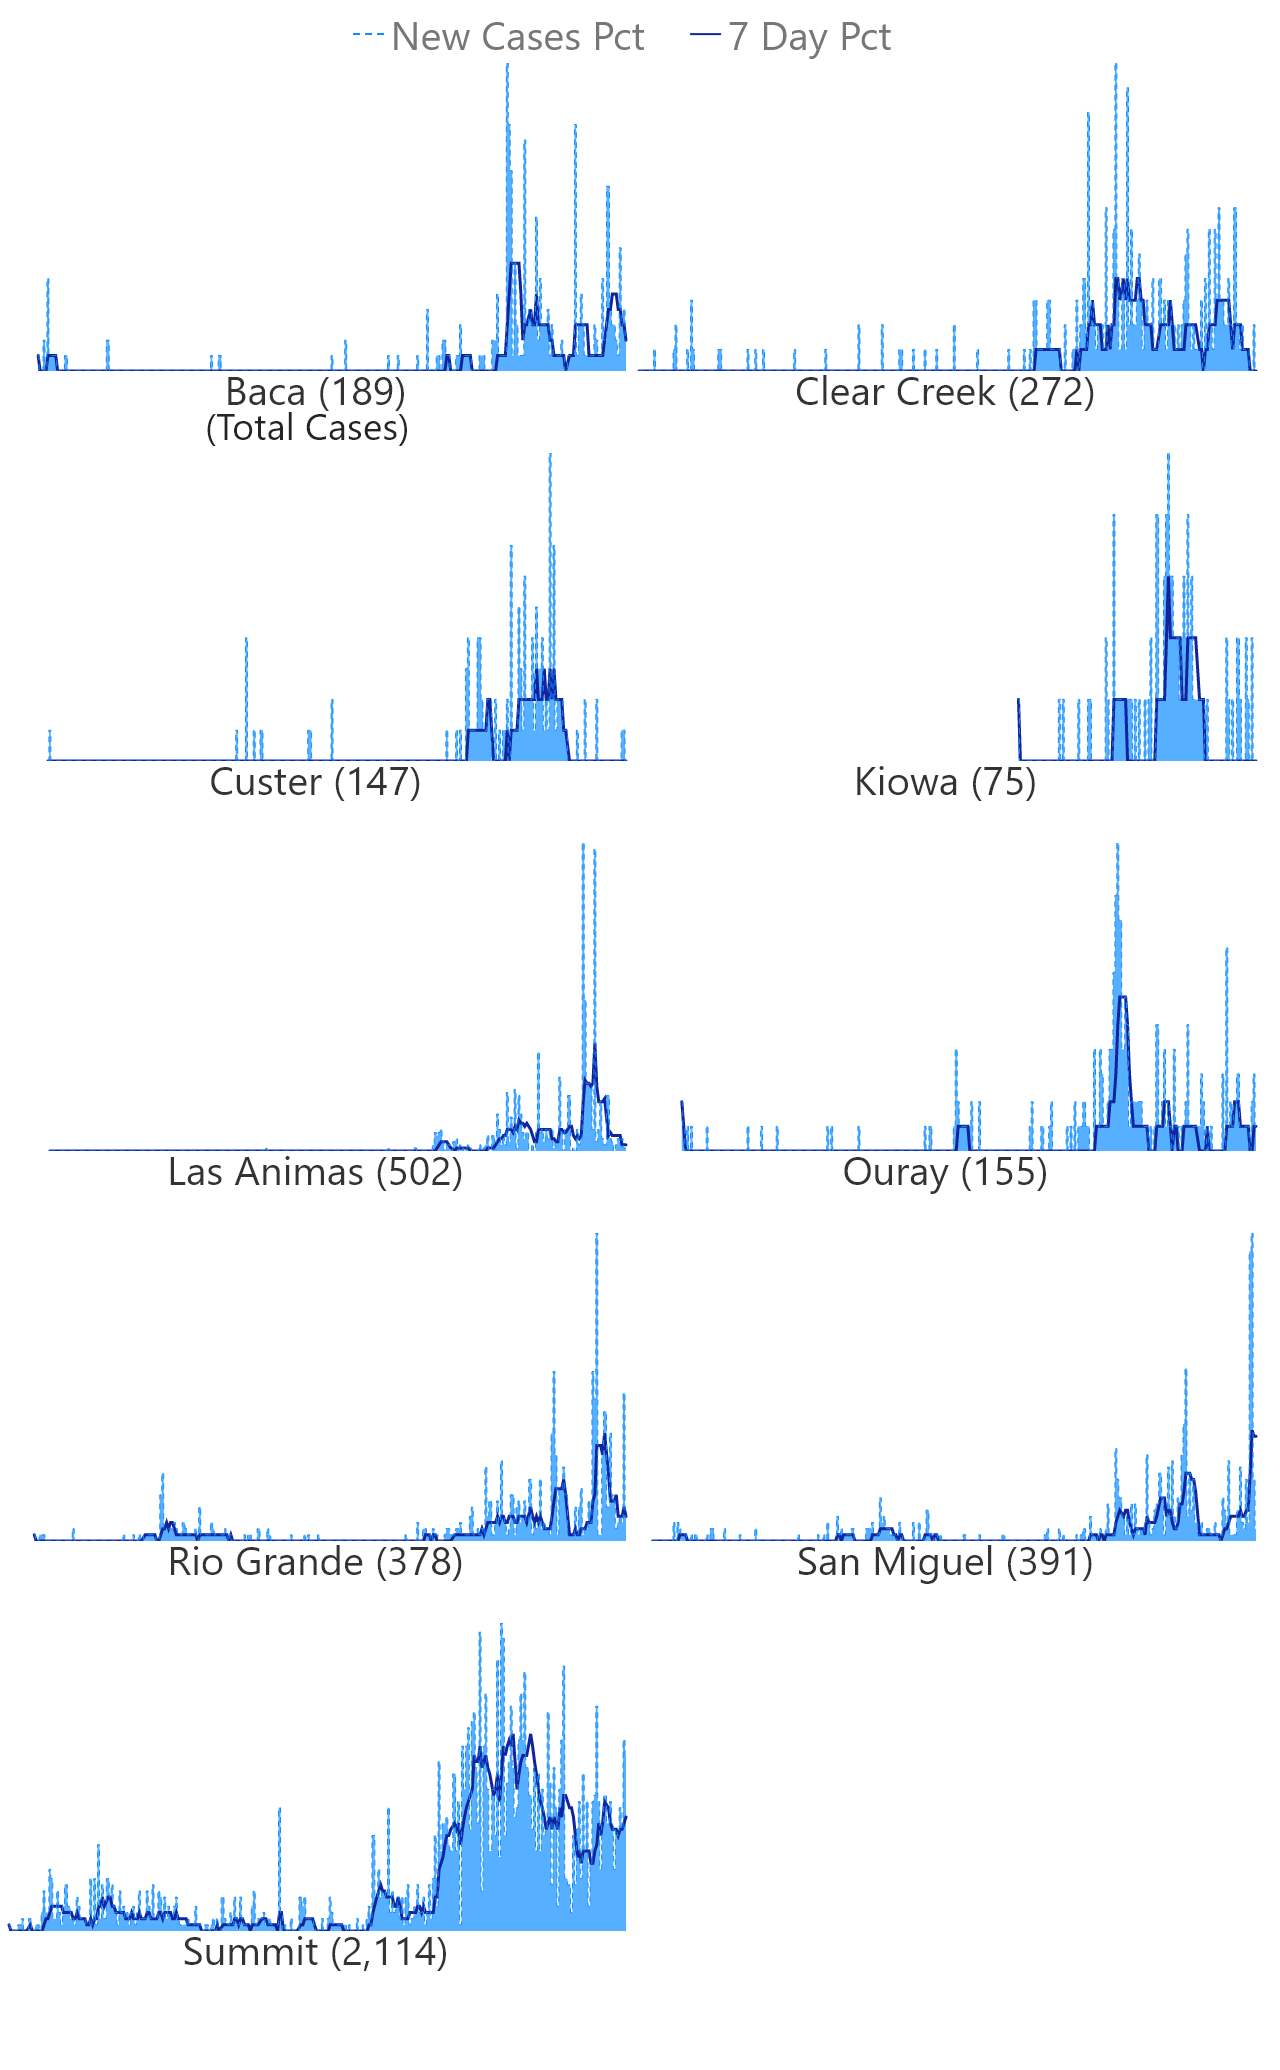 New Cases Pct 7 Day Pct
Baca (189) Clear Creek (272)
(Total Cases)
Custer (147) Kiowa (75)
Las Animas (502) Ouray (155)
Rio Grande (378) San Miguel (391)
Summit (2,114)